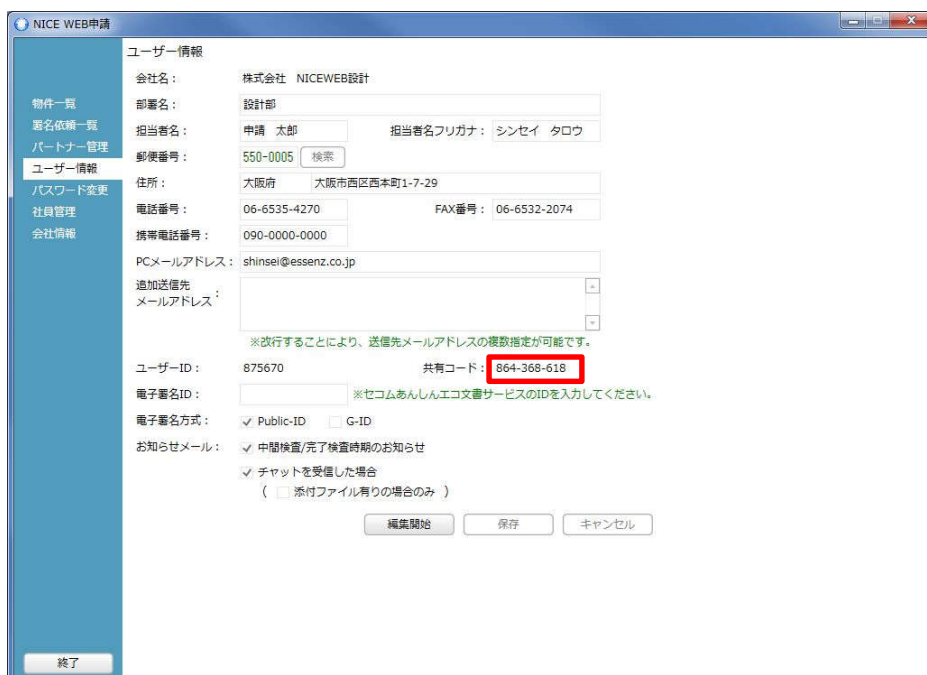 NICE WEB申請
物件一覧
署名依頼一覧
パートナー管理
ユーザー情報
パスワード変更
社員管理
会社情報
終了
ユーザー情報
会社名： 株式会社 NICEWEB設計
部署名： 設計部
担当者名： 申請 太郎 担当者名フリガナ： シンセイ タロウ
郵便番号： 550-0005 検索
住所： 大阪府 大阪市西区西本町1-7-29
電話番号： 06-6535-4270 FAX番号： 06-6532-2074
携帯電話番号： 090-0000-0000
PCメールアドレス： shinsei@essenz.co.jp
追加送信先
メールアドレス：
※改行することにより、送信先メールアドレスの複数指定が可能です。
ユーザーID： 875670 共有コード： 864-368-618
電子署名ID： ※セコムあんしんエコ文書サービスのIDを入力してください。
電子署名方式： Public-ID G-ID
お知らせメール： 中間検査/完了検査時期のお知らせ
チャットを受信した場合
( 添付ファイル有りの場合のみ )
編集開始 保存 キャンセル